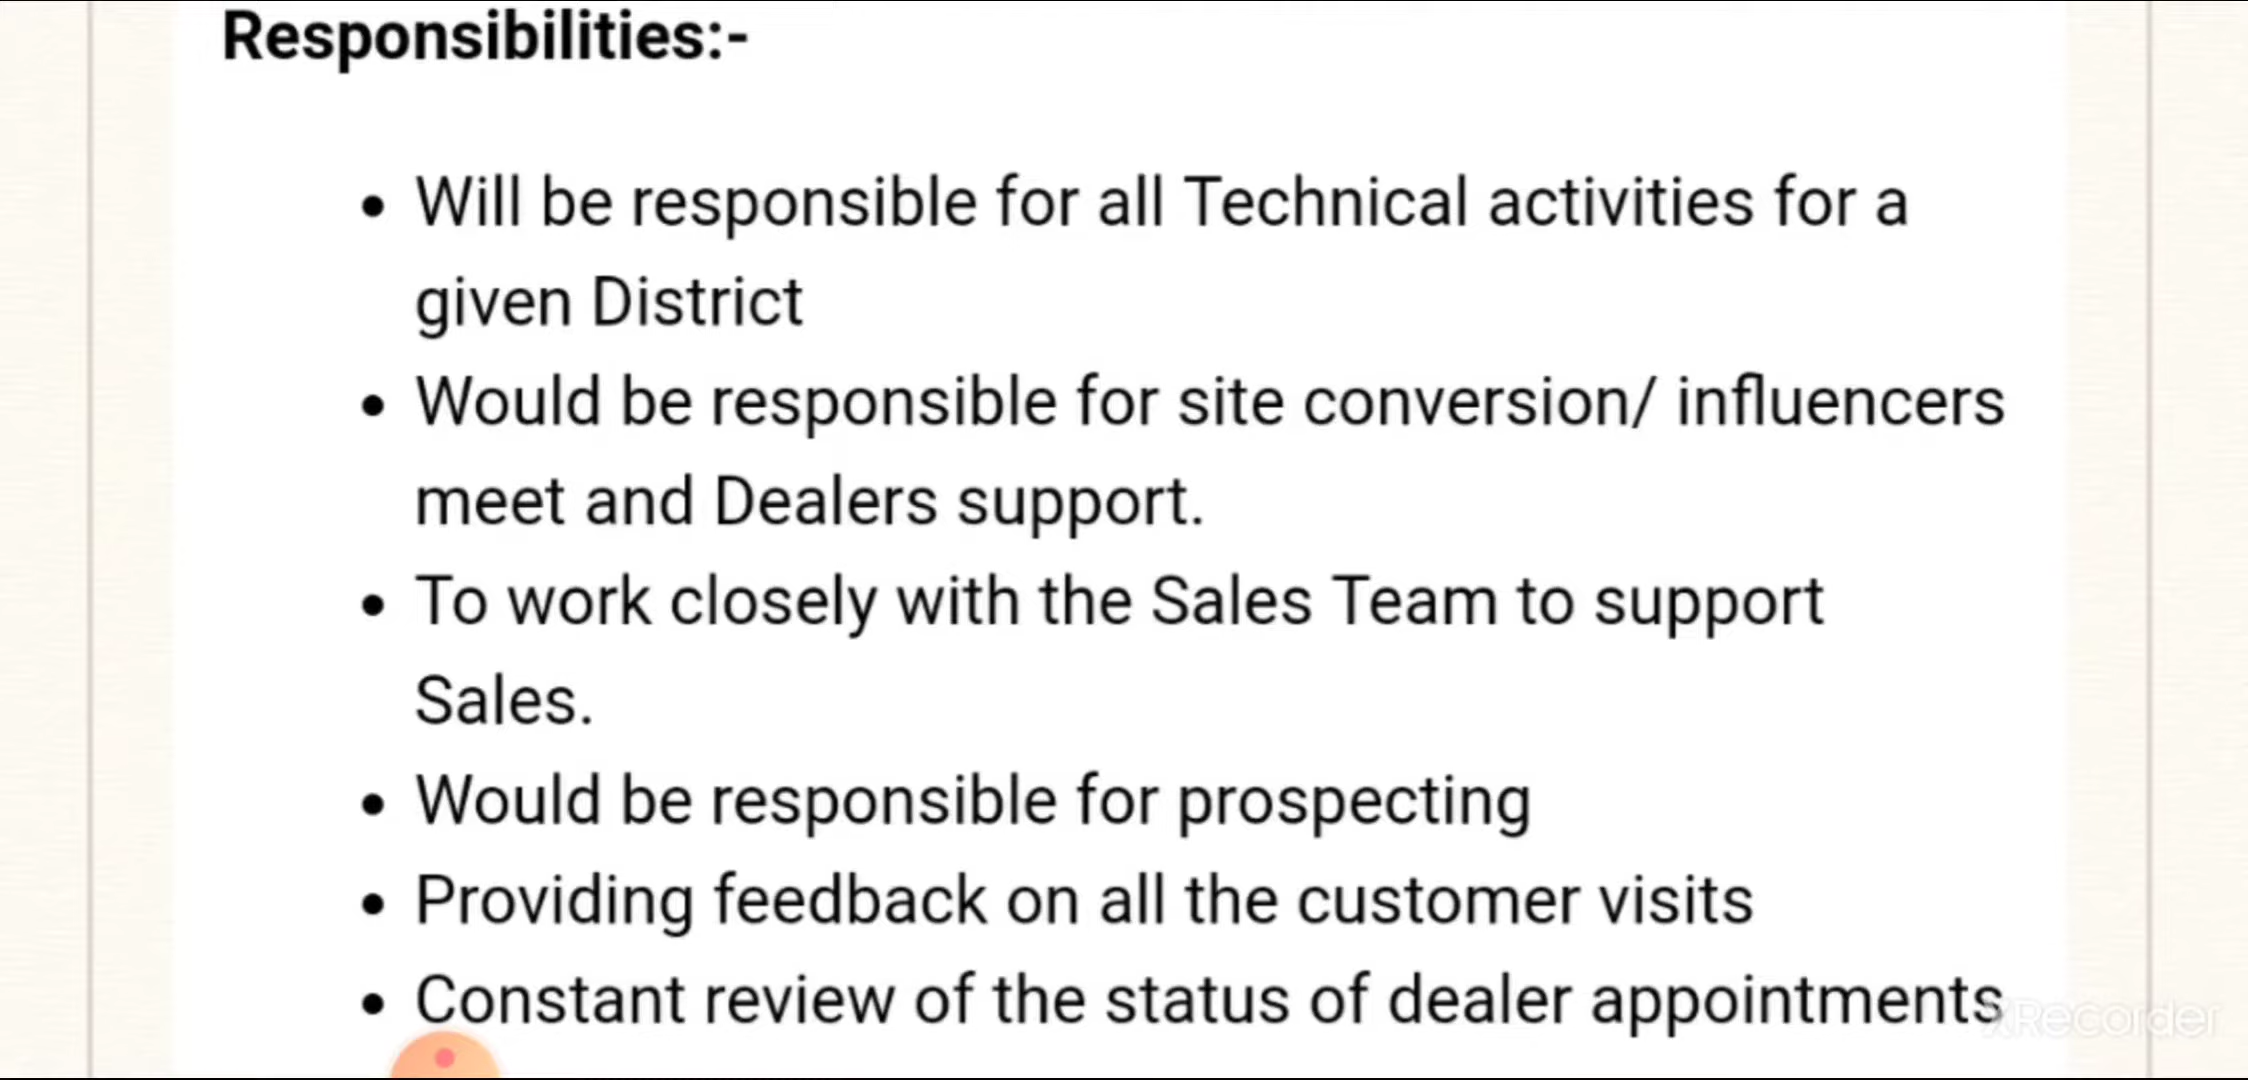 Responsibilities:-
• Will be responsible for all Technical activities for a
given District
• Would be responsible for site conversion/ influencers
meet and Dealers support.
• To work closely with the Sales Team to support
Sales.
• Would be responsible for prospecting
• Providing feedback on all the customer visits
• Constant review of the status of dealer appointments
XRecorder